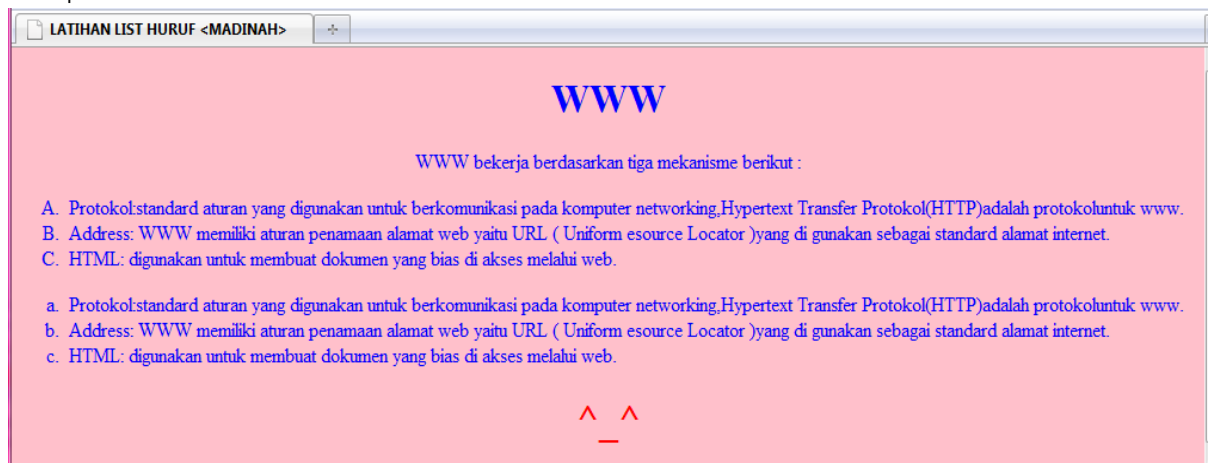 LATIHAN LIST HURUF <MADINAH>
WWW
WWW bekerja berdasarkan tiga mekanisme berikut :
A. Protokol:standard aturan yang digunakan untuk berkomunikasi pada komputer networking,Hypertext Transfer Protokol(HTTP)adalah protokoluntuk www.
B. Address: WWW memiliki aturan penamaan alamat web yaitu URL ( Uniform esource Locator )yang di gunakan sebagai standard alamat internet.
C. HTML: digunakan untuk membuat dokumen yang bias di akses melalui web.
a. Protokol:standard aturan yang digunakan untuk berkomunikasi pada komputer networking,Hypertext Transfer Protokol(HTTP)adalah protokoluntuk www.
b. Address: WWW memiliki aturan penamaan alamat web yaitu URL ( Uniform esource Locator )yang di gunakan sebagai standard alamat internet.
c. HTML: digunakan untuk membuat dokumen yang bias di akses melalui web.
^_^